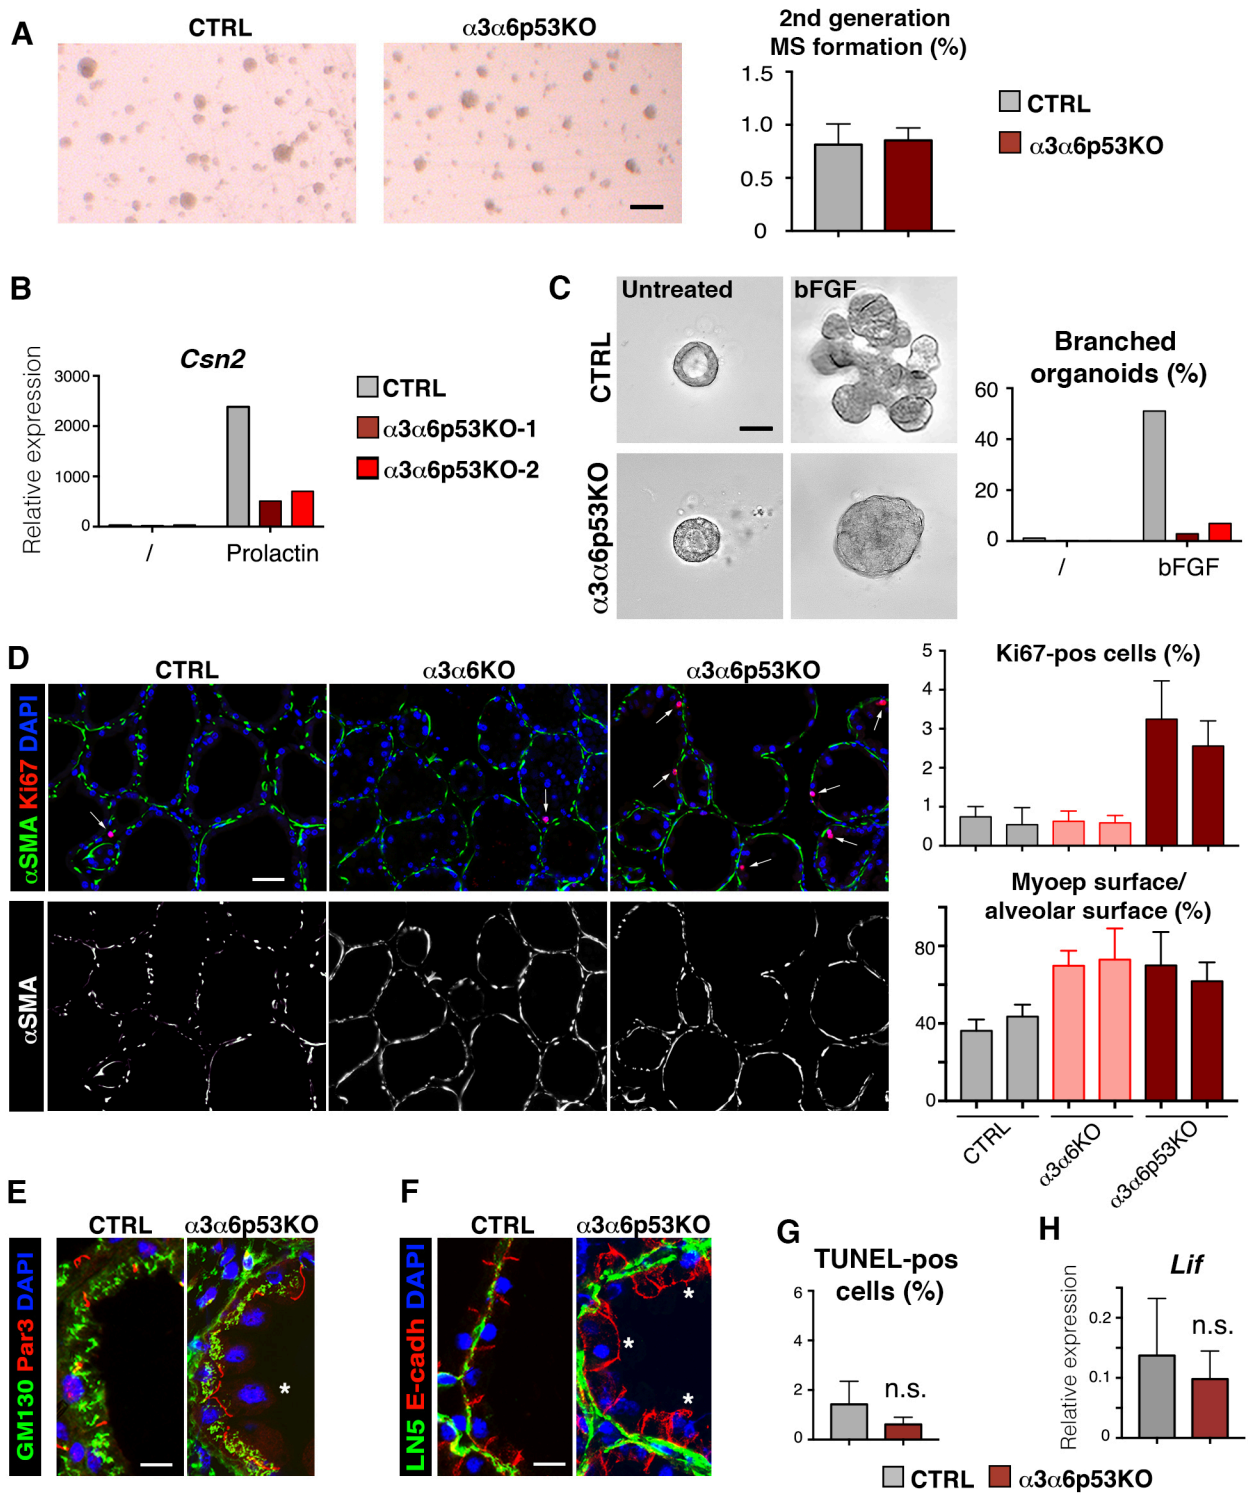 A
CTRL
α3α6p53KO
2nd generation
MS formation (%)
1.5
1.0
0.5
0
CTRL
α3α6p53KO
B
Csn2
Relative expression
3000
2000
1000
0
/
Prolactin
CTRL
α3α6p53KO-1
α3α6p53KO-2
C
Untreated
bFGF
CTRL
α3α6p53KO
Branched
organoids (%)
60
40
20
0
/
bFGF
D
CTRL
α3α6KO
α3α6p53KO
αSMA Ki67 DAPI
αSMA
Ki67-pos cells (%)
5
4
3
2
1
0
Myoep surface/
alveolar surface (%)
80
40
0
CTRL
α3α6KO
α3α6p53KO
E
CTRL
α3α6p53KO
GM130 Par3 DAPI
*
F
CTRL
α3α6p53KO
LN5 E-cadh DAPI
*
*
*
G
TUNEL-pos
cells (%)
6
4
2
0
n.s.
H
Lif
Relative expression
0.2
0.1
0
n.s.
CTRL
α3α6p53KO